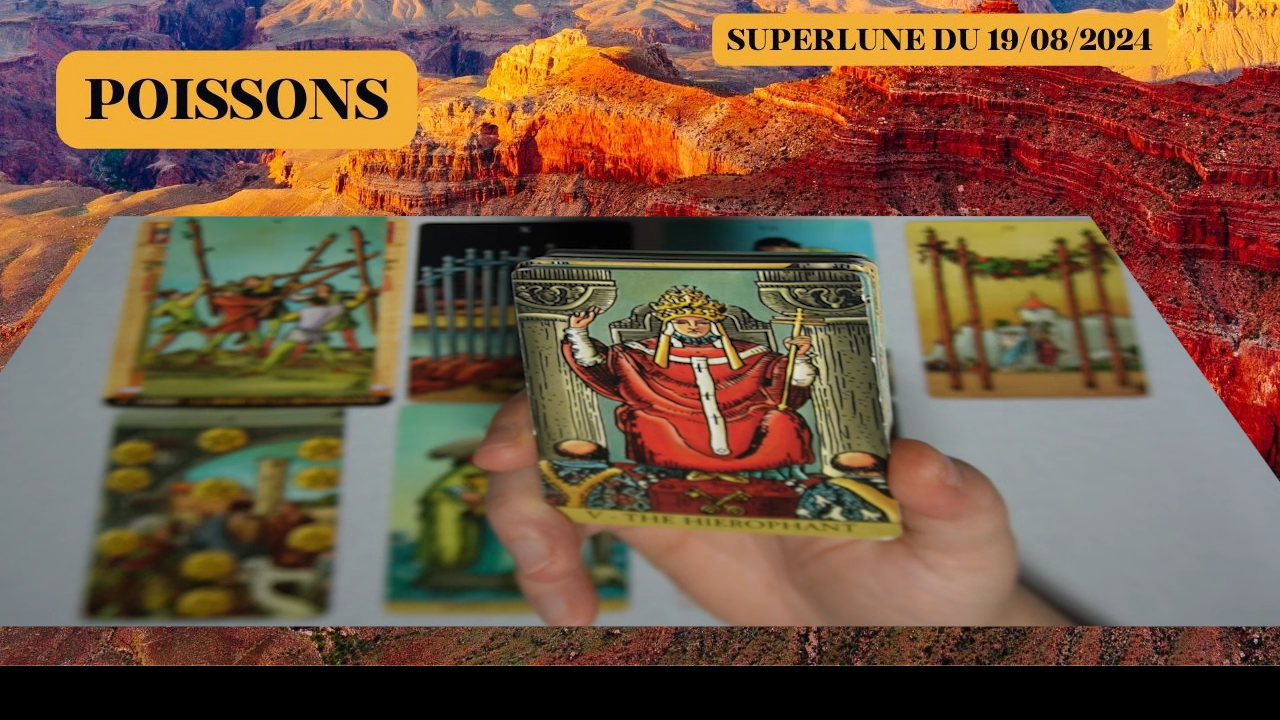 SUPERLUNE DU 19/08/2024
POISSONS
V - THE HIEROPHANT